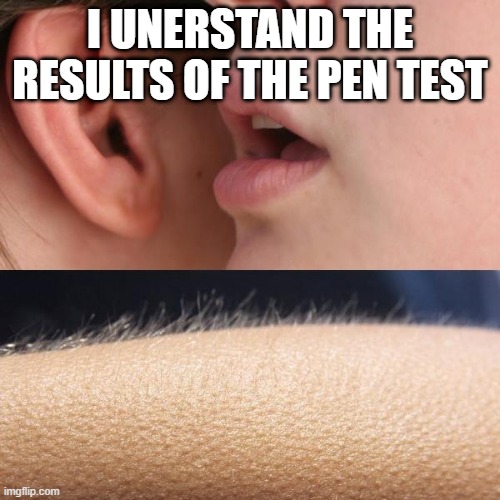 I UNERSTAND THE
RESULTS OF THE PEN TEST
imgflip.com